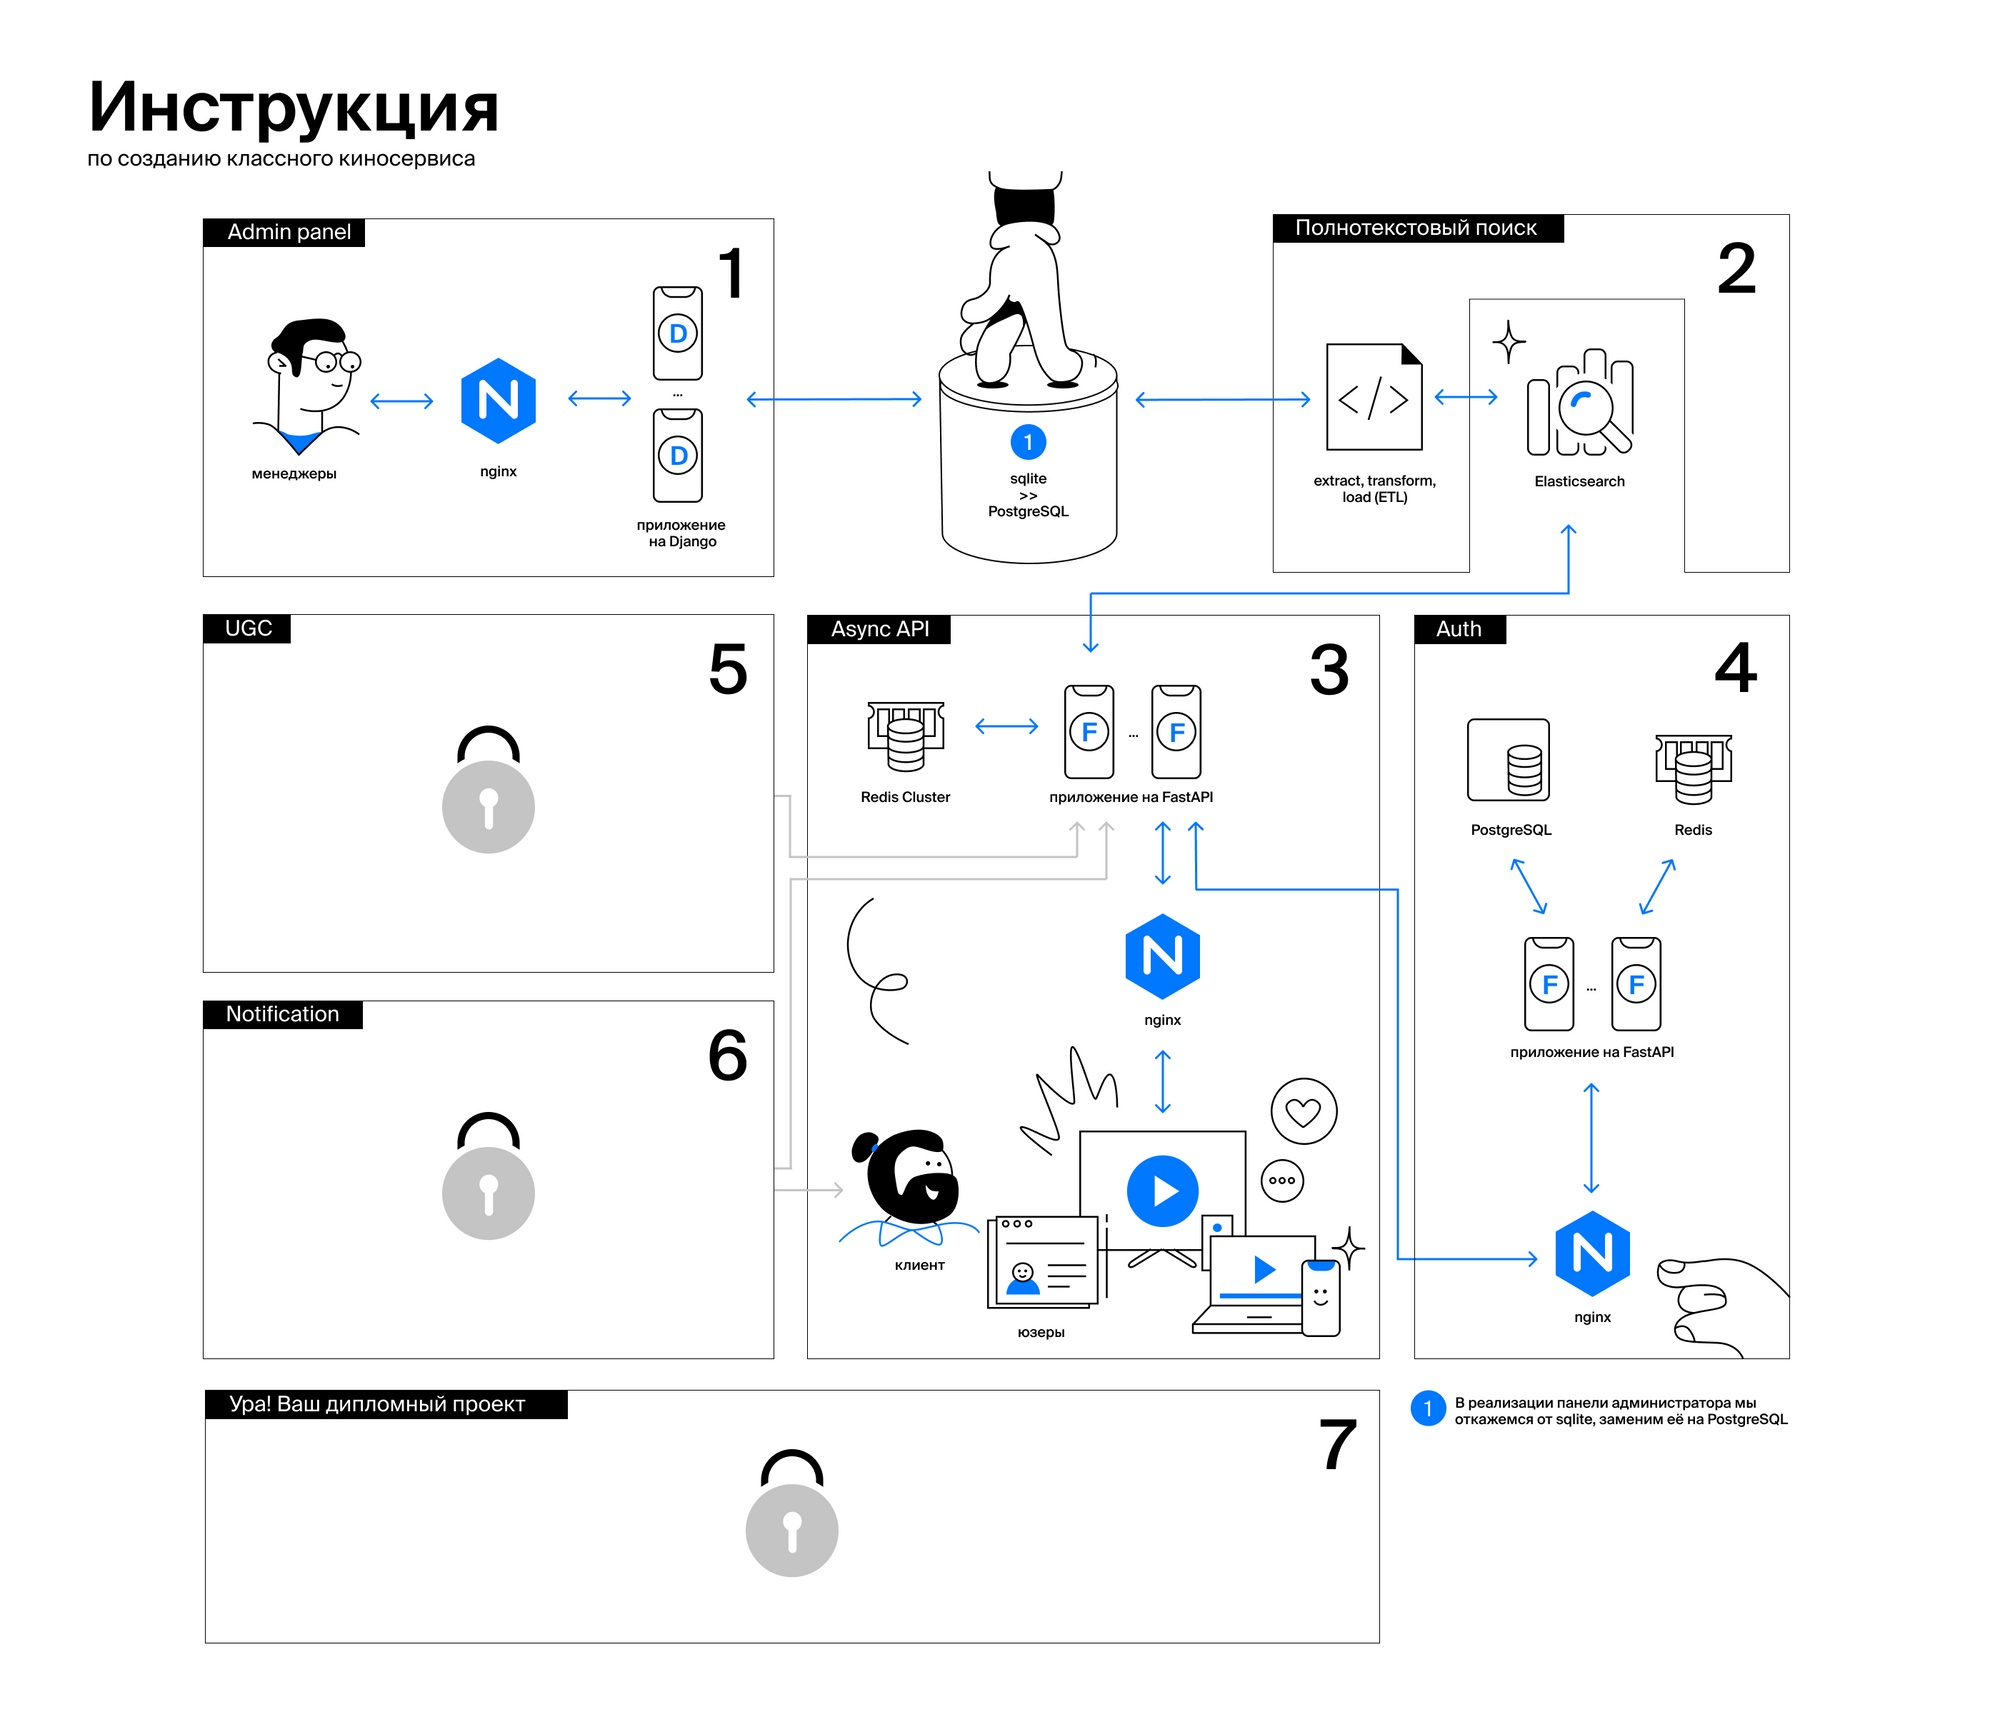 Инструкция
по созданию классного киносервиса
Admin panel
1
менеджеры
nginx
D
...
D
приложение
на Django
1
sqlite
>>
PostgreSQL
Полнотекстовый поиск
2
</>
extract, transform,
load (ETL)
Elasticsearch
UGC
5
Async API
3
Redis Cluster
F ... F
приложение на FastAPI
nginx
клиент
юзеры
Auth
4
PostgreSQL
Redis
F ... F
приложение на FastAPI
nginx
Notification
6
Ура! Ваш дипломный проект
7
1
В реализации панели администратора мы
откажемся от sqlite, заменим её на PostgreSQL